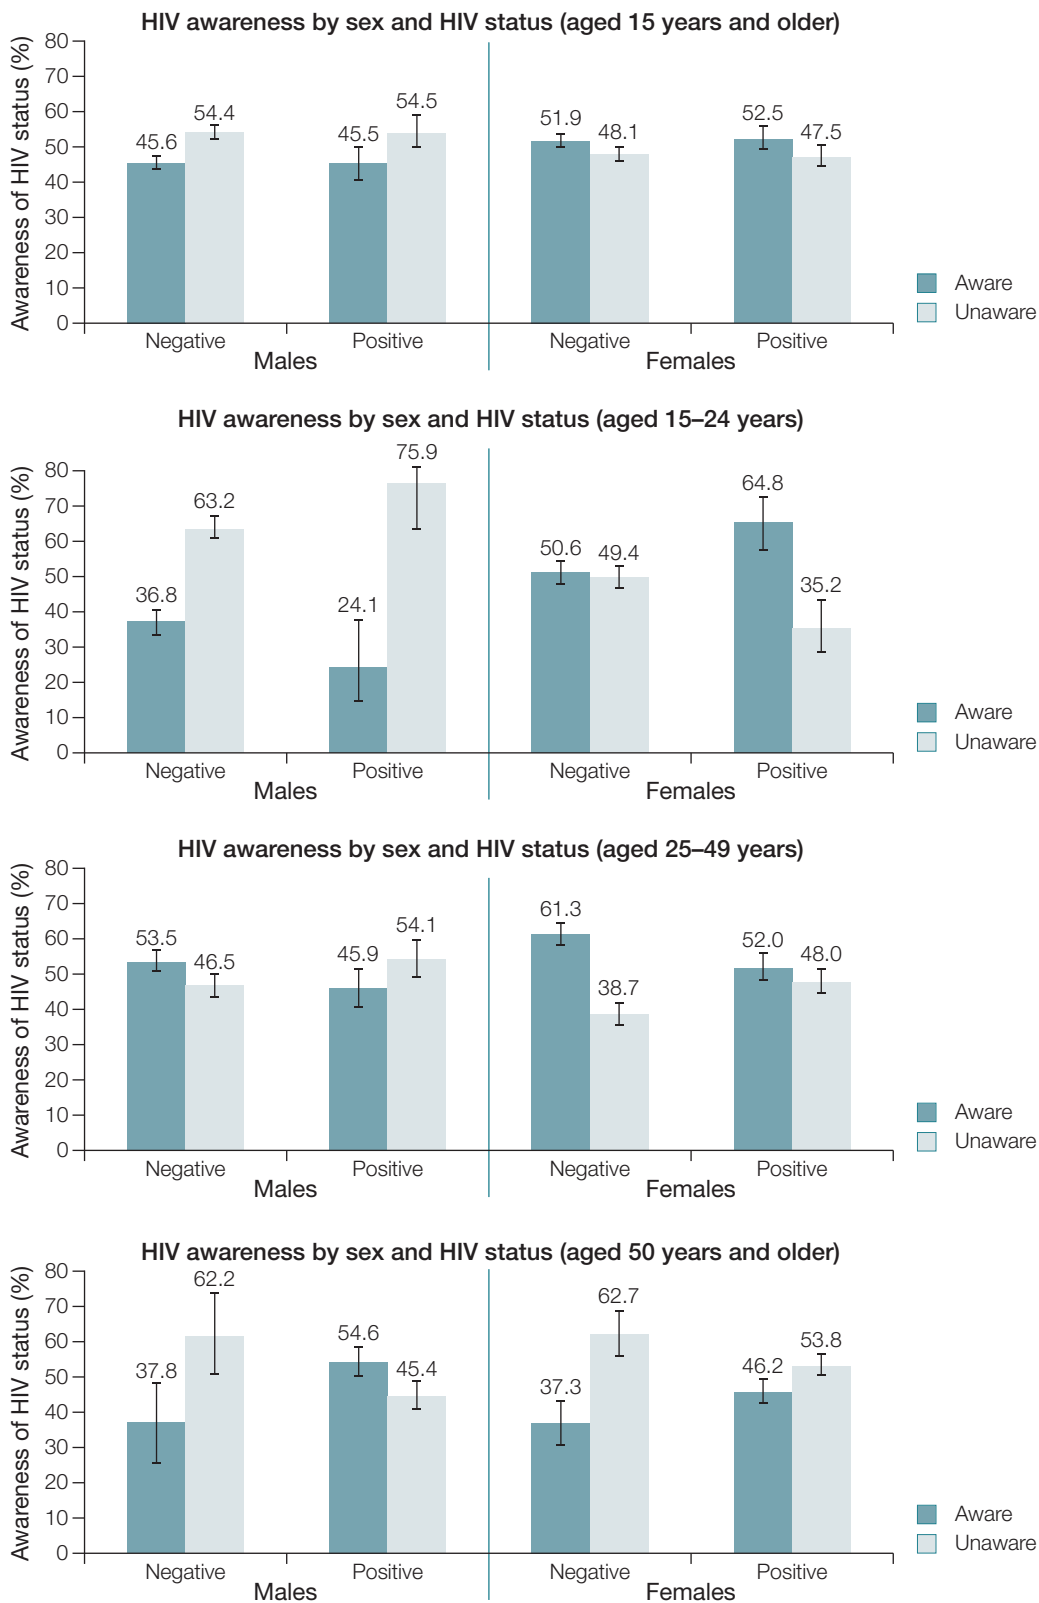 HIV awareness by sex and HIV status (aged 15 years and older)
Awareness of HIV status (%)
80
70
60
50
40
30
20
10
0
45.6
54.4
45.5
54.5
51.9
48.1
52.5
47.5
Negative
Positive
Negative
Positive
Males
Females
Aware
Unaware
HIV awareness by sex and HIV status (aged 15–24 years)
Awareness of HIV status (%)
80
70
60
50
40
30
20
10
0
36.8
63.2
24.1
75.9
50.6
49.4
64.8
35.2
Negative
Positive
Negative
Positive
Males
Females
Aware
Unaware
HIV awareness by sex and HIV status (aged 25–49 years)
Awareness of HIV status (%)
80
70
60
50
40
30
20
10
0
53.5
46.5
45.9
54.1
61.3
38.7
52.0
48.0
Negative
Positive
Negative
Positive
Males
Females
Aware
Unaware
HIV awareness by sex and HIV status (aged 50 years and older)
Awareness of HIV status (%)
80
70
60
50
40
30
20
10
0
37.8
62.2
54.6
45.4
37.3
62.7
46.2
53.8
Negative
Positive
Negative
Positive
Males
Females
Aware
Unaware